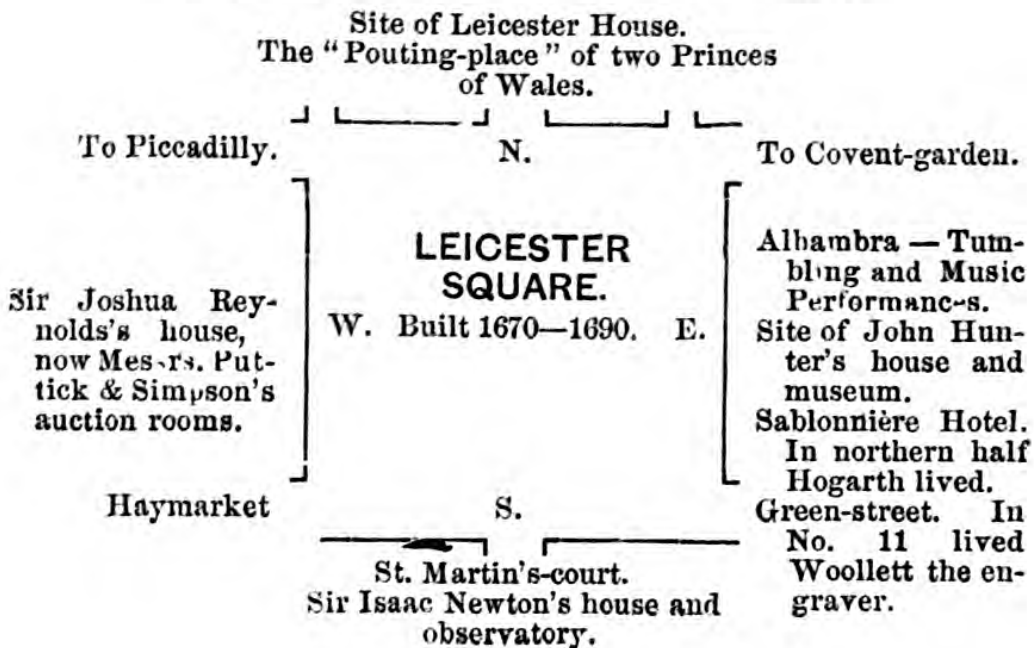 Site of Leicester House.
The “Pouting-place” of two Princes
of Wales.
To Piccadilly.
N.
To Covent-garden.
LEICESTER
SQUARE.
W. Built 1670—1690. E.
Sir Joshua Rey-
nolds's house,
now Messrs. Put-
tick & Simpson's
auction rooms.
Alhambra — Tum-
bling and Music
Performances.
Site of John Hun-
ter's house and
museum.
Sablonnière Hotel.
In northern half
Hogarth lived.
Haymarket
S.
Green-street. In
No. 11 lived
Woollett the en-
graver.
St. Martin's-court.
Sir Isaac Newton's house and
observatory.